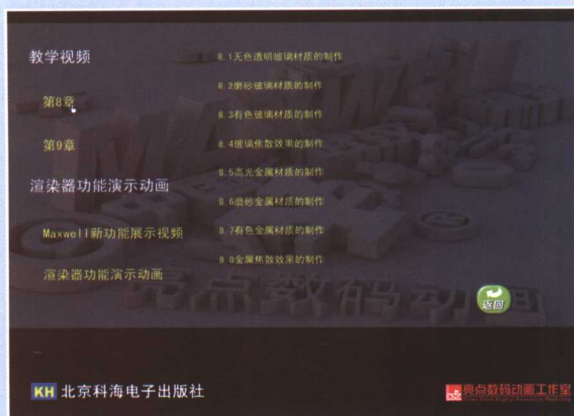 教学视频
第8章
第9章
渲染器功能演示动画
Maxwell新功能展示视频
渲染器功能演示动画
8.1无色透明玻璃材质的制作
8.2磨砂玻璃材质的制作
8.3有色玻璃材质的制作
8.4玻璃焦散效果的制作
8.5高光金属材质的制作
8.6磨砂金属材质的制作
8.7有色金属材质的制作
8.8金属焦散效果的制作
MAXWELL
亮点数码动画
返回
KH 北京科海电子出版社
亮点数码动画工作室